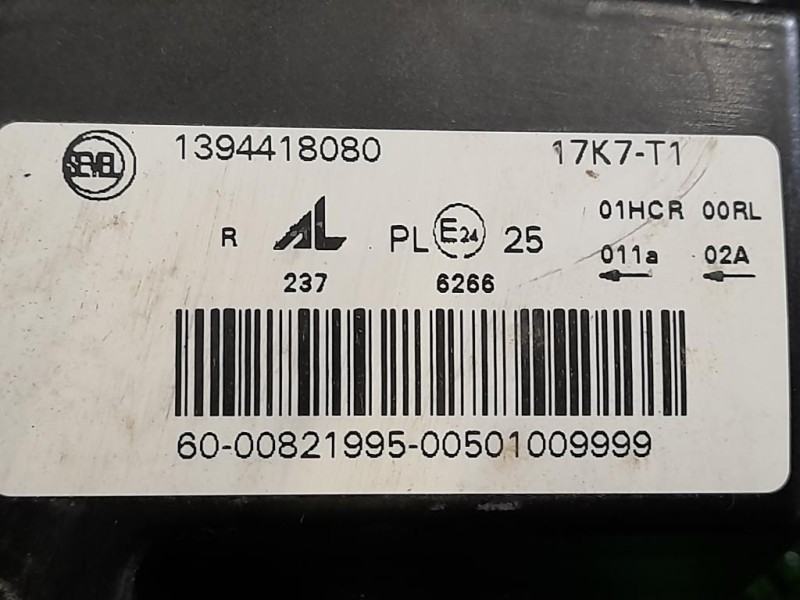 SEVEL 1394418080 17K7-T1
01HCR 00RL
R AL PL E24 25
011a 02A
237 6266
60-00821995-00501009999